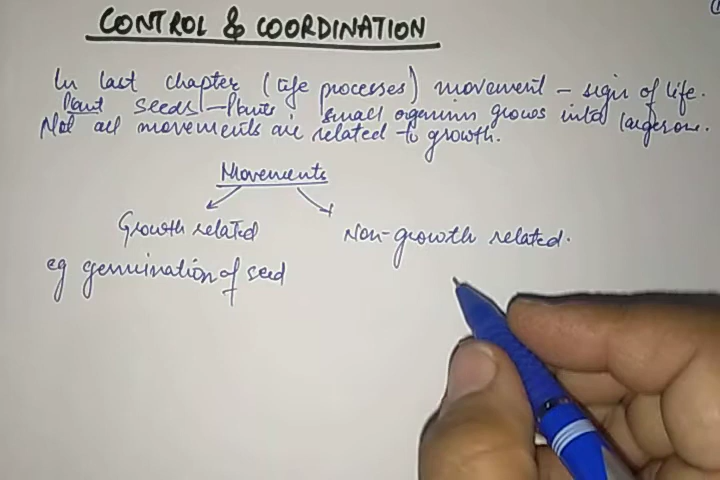 CONTROL & COORDINATION
In last chapter (Life processes) movement - sign of life.
Plant Seeds - Plants small organism grows into larger one.
Not all movements are related to growth.
Movements
Growth related
Non-growth related.
eg germination of seed